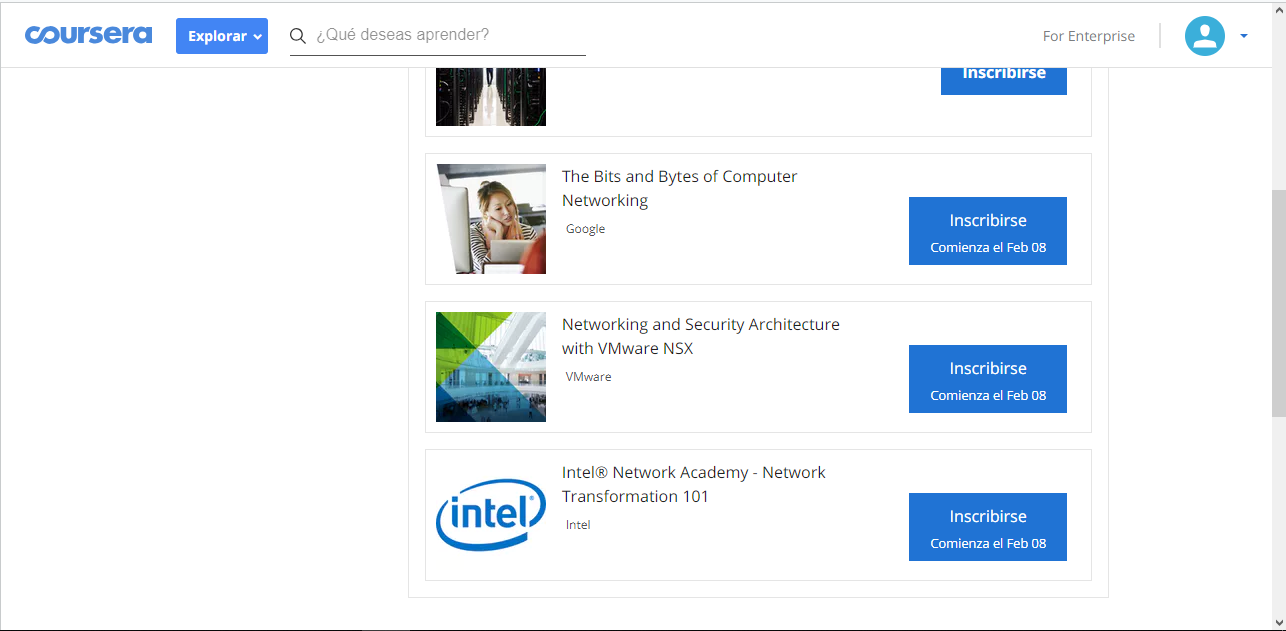 coursera
Explorar
¿Qué deseas aprender?
For Enterprise
Inscribirse
The Bits and Bytes of Computer
Networking
Google
Inscribirse
Comienza el Feb 08
Networking and Security Architecture
with VMware NSX
VMware
Inscribirse
Comienza el Feb 08
intel®
Intel® Network Academy - Network
Transformation 101
Intel
Inscribirse
Comienza el Feb 08